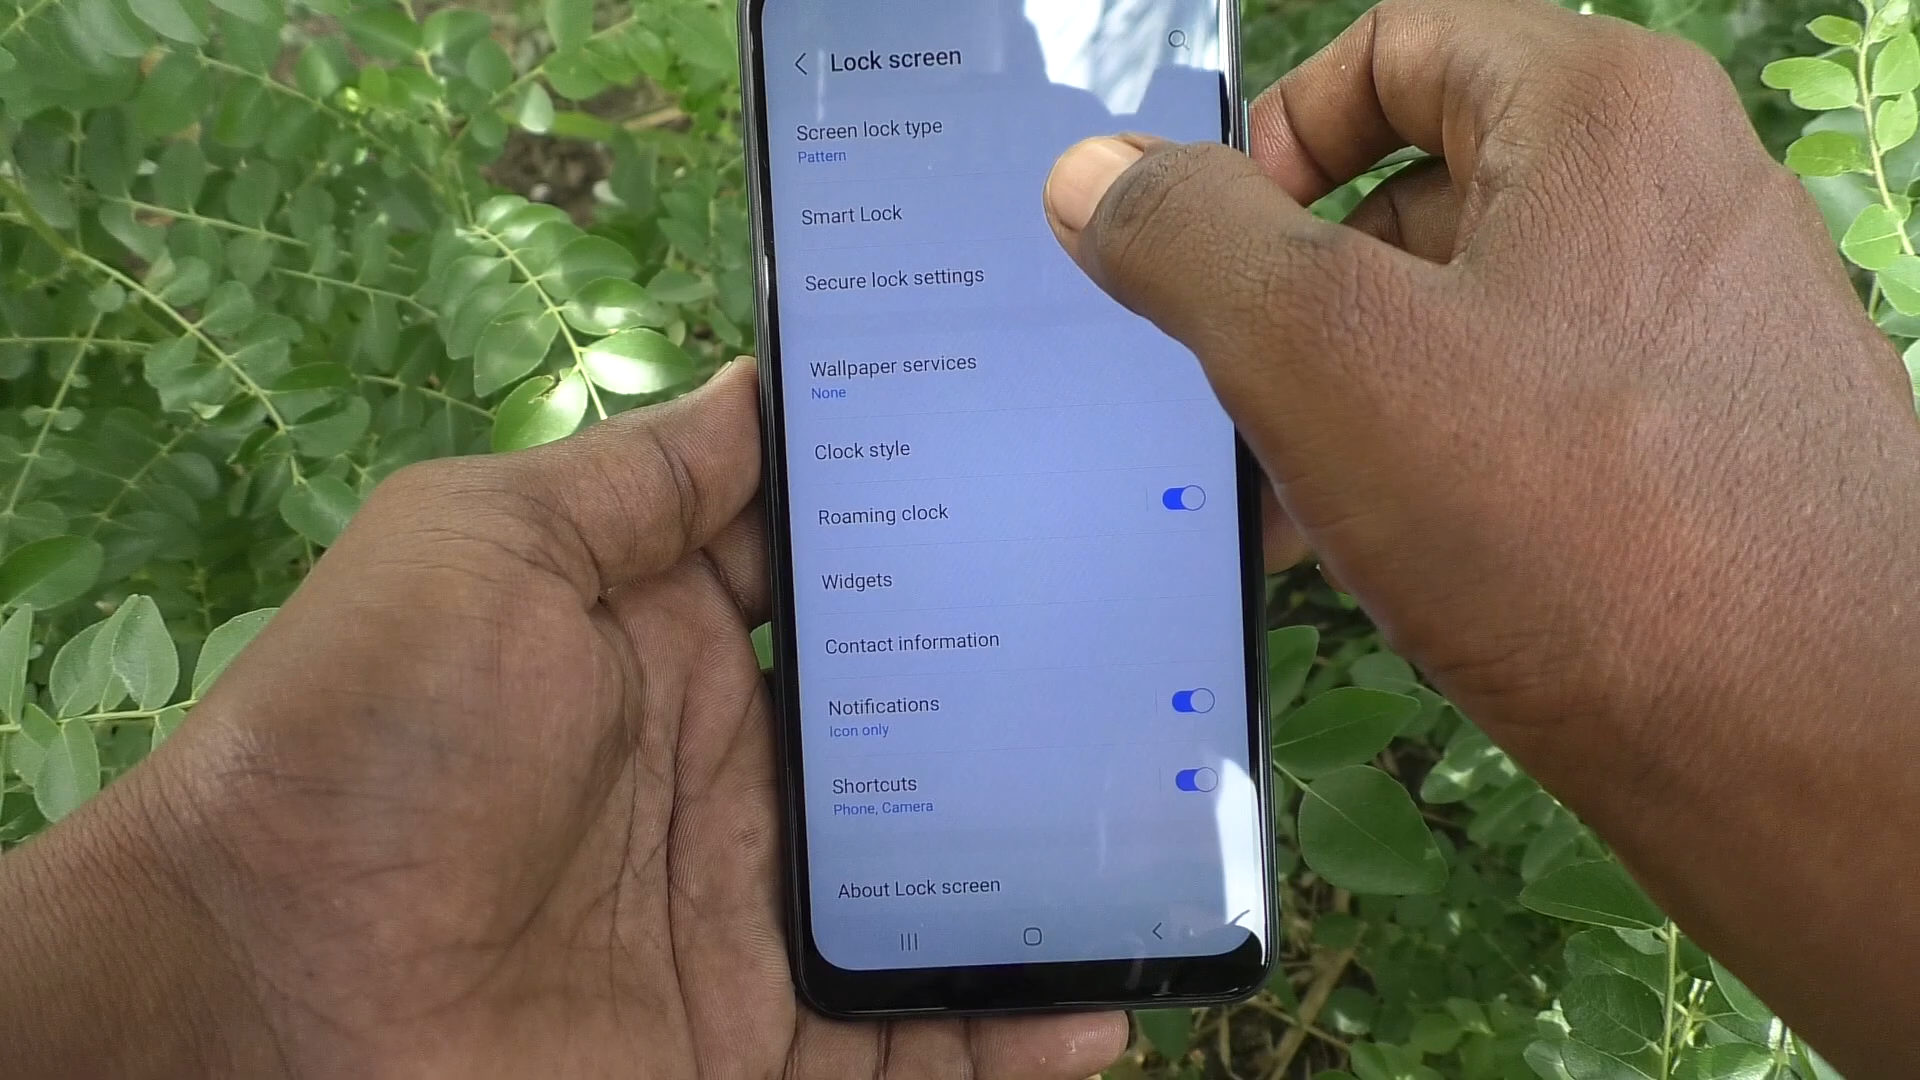 Lock screen
Screen lock type
Pattern
Smart Lock
Secure lock settings
Wallpaper services
None
Clock style
Roaming clock
Widgets
Contact information
Notifications
Icon only
Shortcuts
Phone, Camera
About Lock screen